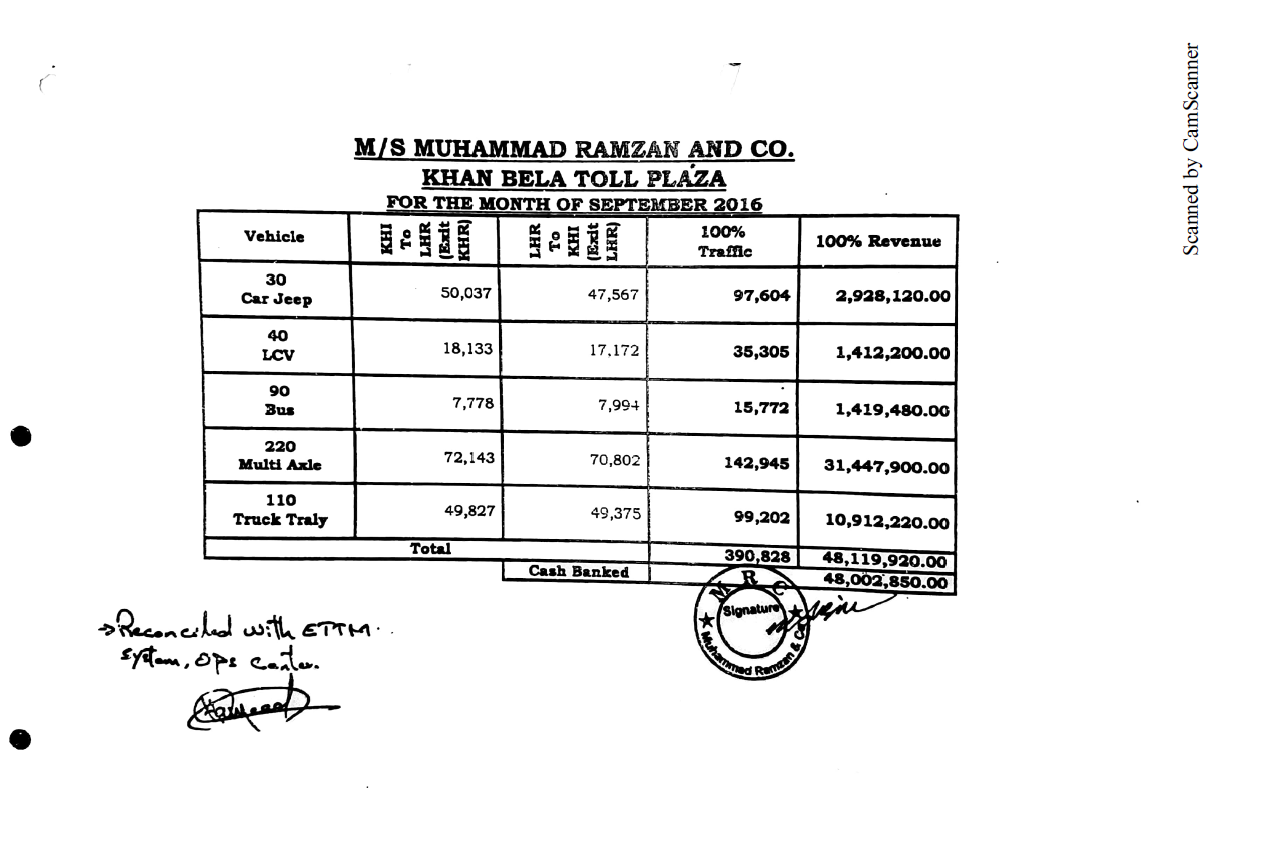 Scanned by CamScanner
M/S MUHAMMAD RAMZAN AND CO.
KHAN BELA TOLL PLAZA
FOR THE MONTH OF SEPTEMBER 2016
Vehicle KHI To LHR (Exit KHR) LHR To KHI (Exit LHR) 100% Traffic 100% Revenue
30 Car Jeep 50,037 47,567 97,604 2,928,120.00
40 LCV 18,133 17,172 35,305 1,412,200.00
90 Bus 7,778 7,994 15,772 1,419,480.00
220 Multi Axle 72,143 70,802 142,945 31,447,900.00
110 Truck Traly 49,827 49,375 99,202 10,912,220.00
Total 390,828 48,119,920.00
Cash Banked 48,002,850.00
M R C
Signature
Muhammad Ramzan & Co
→Reconciled with ETTM
System, OPs Center.